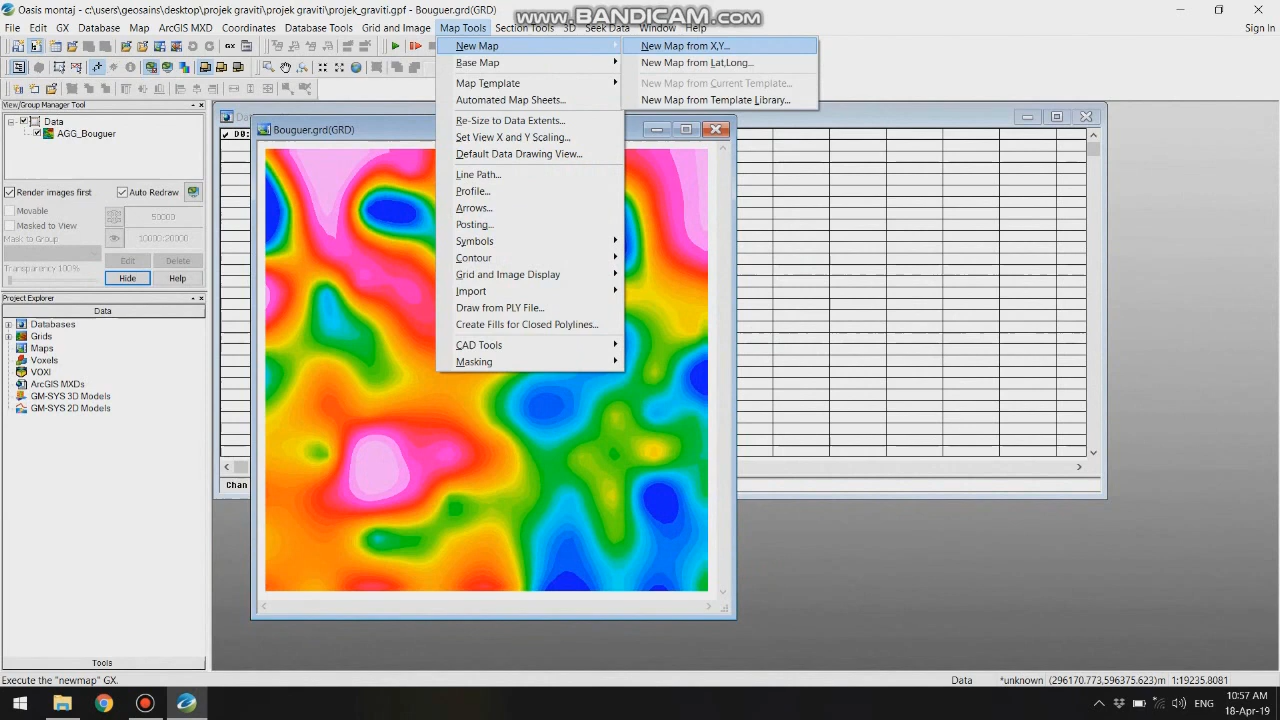 Oasis montaj - c:\users\geosains\desktop\projek graviti\projek_graviti.gpf - Bouguer.grd(GRD)
www.BANDICAM.com
File Edit GX Database Map ArcGIS MXD Coordinates Database Tools Grid and Image Map Tools Section Tools 3D Seek Data Window Help
Sign In
GX
New Map
Base Map
Map Template
Automated Map Sheets...
Re-Size to Data Extents...
Set View X and Y Scaling...
Default Data Drawing View...
Line Path...
Profile...
Arrows...
Posting...
Symbols
Contour
Grid and Image Display
Import
Draw from PLY File...
Create Fills for Closed Polylines...
CAD Tools
Masking
New Map from X,Y...
New Map from Lat,Long...
New Map from Current Template...
New Map from Template Library...
View/Group Manager Tool
Data
AGG_Bouguer
Render images first
Auto Redraw
Movable
50000
Masked to View
10000:20000
Mask to Group
Edit
Delete
Transparency 100%
Hide
Help
Project Explorer
Data
Databases
Grids
Maps
Voxels
VOXI
ArcGIS MXDs
GM-SYS 3D Models
GM-SYS 2D Models
Tools
Bouguer.grd(GRD)
Da
D8:
Chan
Execute the "newmap" GX.
Data
*unknown (296170.773,596375.623)m 1:19235.8081
ENG
10:57 AM
18-Apr-19